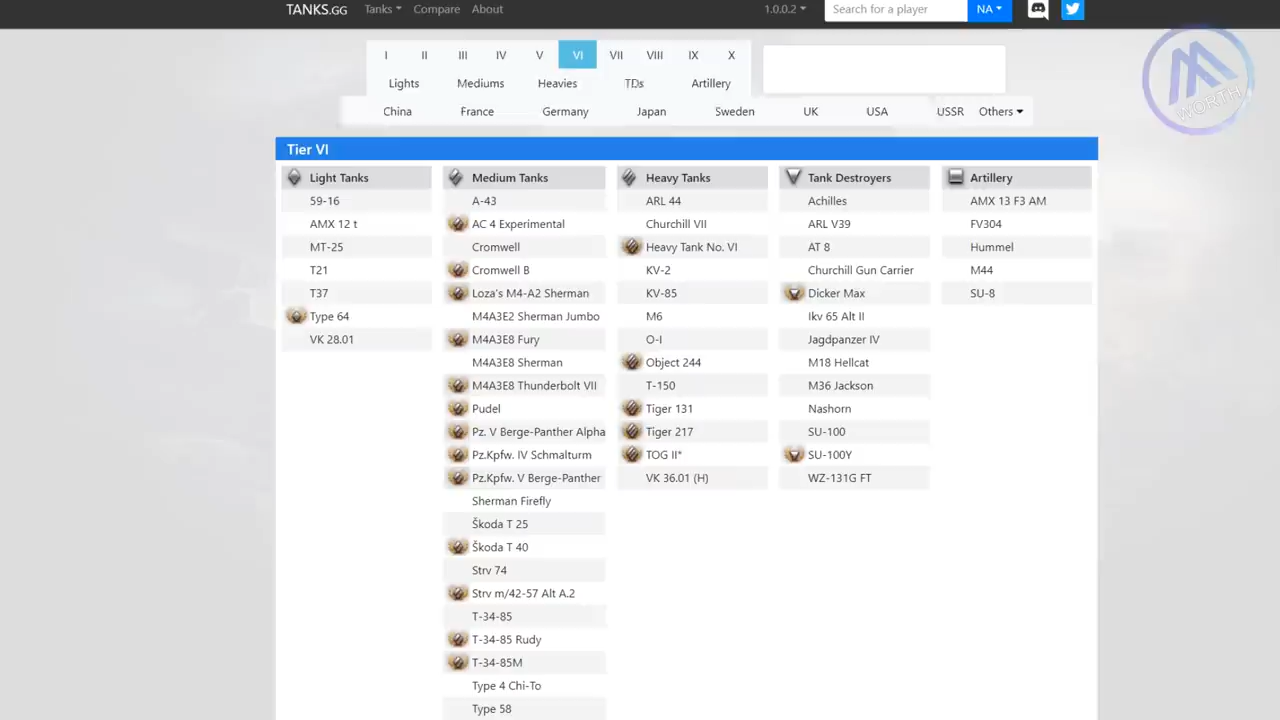 TANKS.GG Tanks Compare About 1.0.0.2 Search for a player NA
I II III IV V VI VII VIII IX X
Lights Mediums Heavies TDs Artillery
China France Germany Japan Sweden UK USA USSR Others
WORTH
Tier VI
Light Tanks
59-16
AMX 12 t
MT-25
T21
T37
Type 64
VK 28.01
Medium Tanks
A-43
AC 4 Experimental
Cromwell
Cromwell B
Loza's M4-A2 Sherman
M4A3E2 Sherman Jumbo
M4A3E8 Fury
M4A3E8 Sherman
M4A3E8 Thunderbolt VII
Pudel
Pz. V Berge-Panther Alpha
Pz.Kpfw. IV Schmalturm
Pz.Kpfw. V Berge-Panther
Sherman Firefly
Škoda T 25
Škoda T 40
Strv 74
Strv m/42-57 Alt A.2
T-34-85
T-34-85 Rudy
T-34-85M
Type 4 Chi-To
Type 58
Heavy Tanks
ARL 44
Churchill VII
Heavy Tank No. VI
KV-2
KV-85
M6
O-I
Object 244
T-150
Tiger 131
Tiger 217
TOG II*
VK 36.01 (H)
Tank Destroyers
Achilles
ARL V39
AT 8
Churchill Gun Carrier
Dicker Max
Ikv 65 Alt II
Jagdpanzer IV
M18 Hellcat
M36 Jackson
Nashorn
SU-100
SU-100Y
WZ-131G FT
Artillery
AMX 13 F3 AM
FV304
Hummel
M44
SU-8